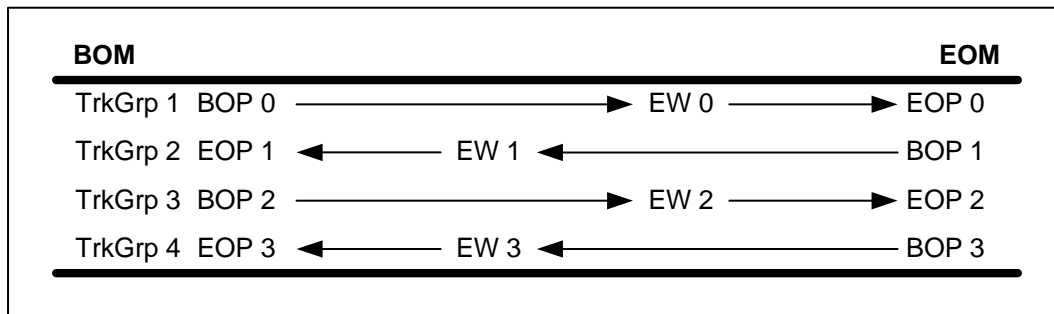 BOM EOM
TrkGrp 1 BOP 0 EW 0 EOP 0
TrkGrp 2 EOP 1 EW 1 BOP 1
TrkGrp 3 BOP 2 EW 2 EOP 2
TrkGrp 4 EOP 3 EW 3 BOP 3